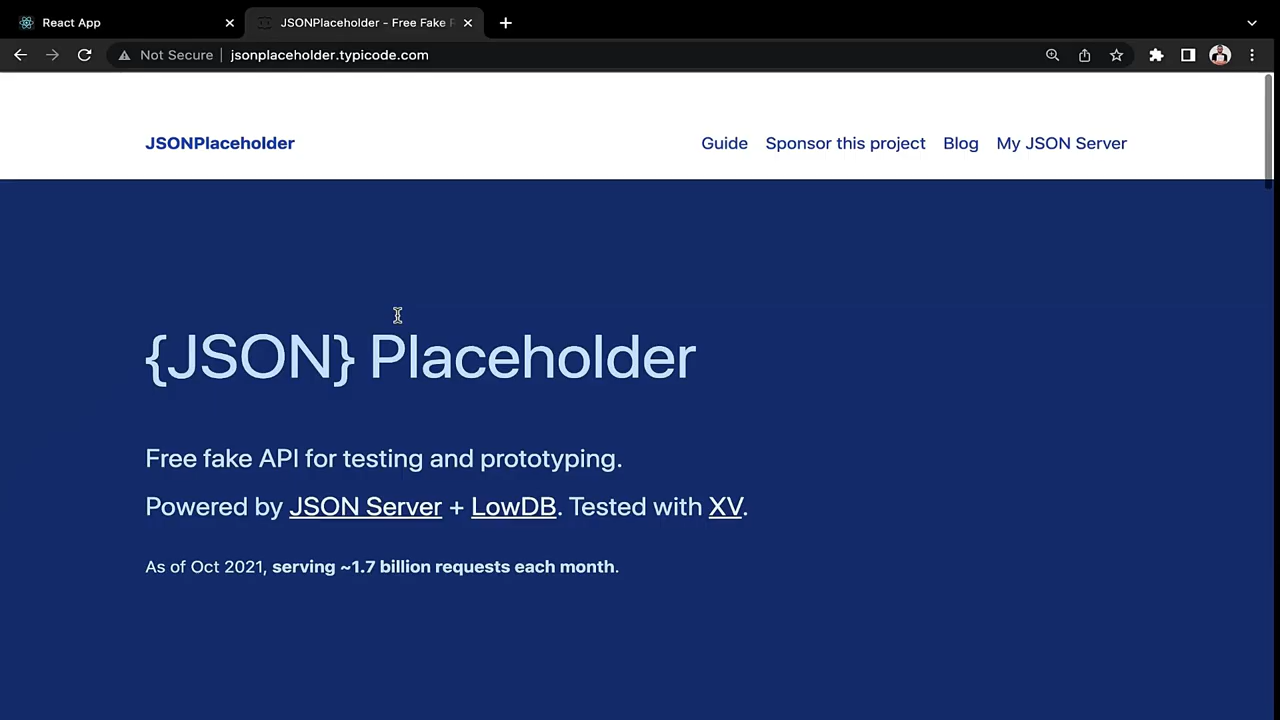 React App
JSONPlaceholder - Free Fake R
Not Secure
jsonplaceholder.typicode.com
JSONPlaceholder
Guide Sponsor this project Blog My JSON Server
{JSON} Placeholder
Free fake API for testing and prototyping.
Powered by JSON Server + LowDB. Tested with XV.
As of Oct 2021, serving ~1.7 billion requests each month.